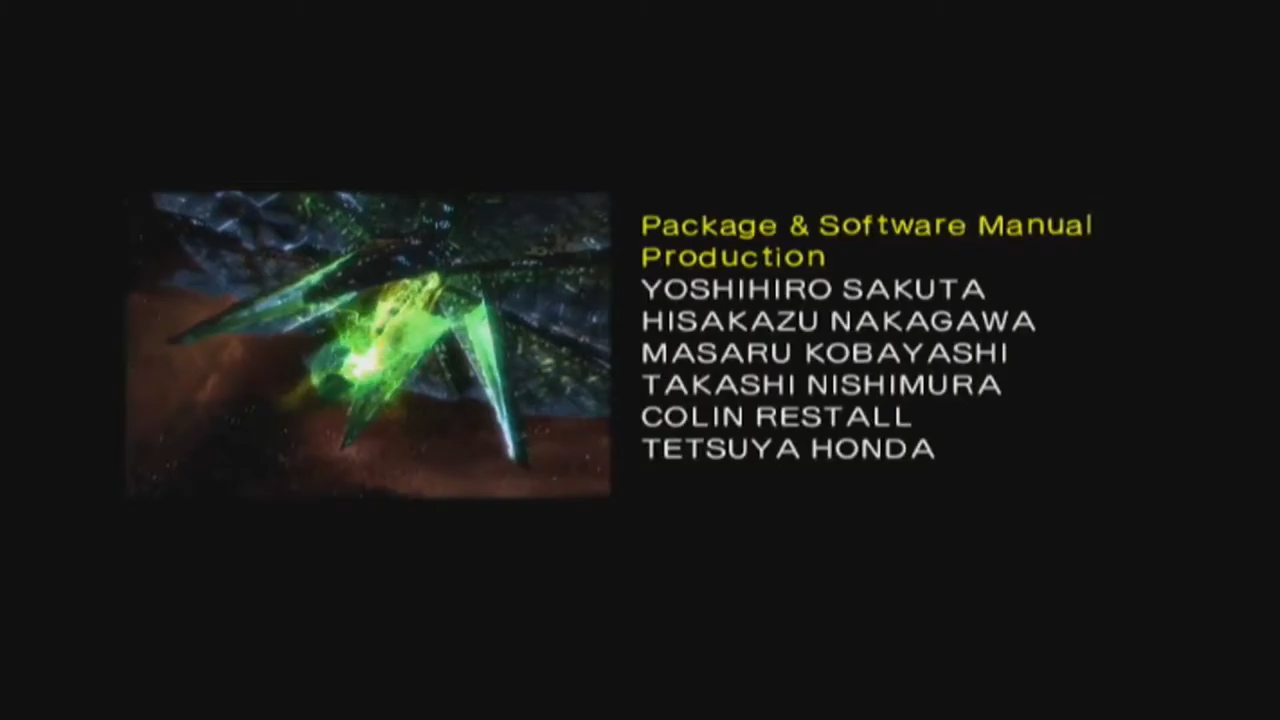 Package & Software Manual
Production
YOSHIHIRO SAKUTA
HISAKAZU NAKAGAWA
MASARU KOBAYASHI
TAKASHI NISHIMURA
COLIN RESTALL
TETSUYA HONDA